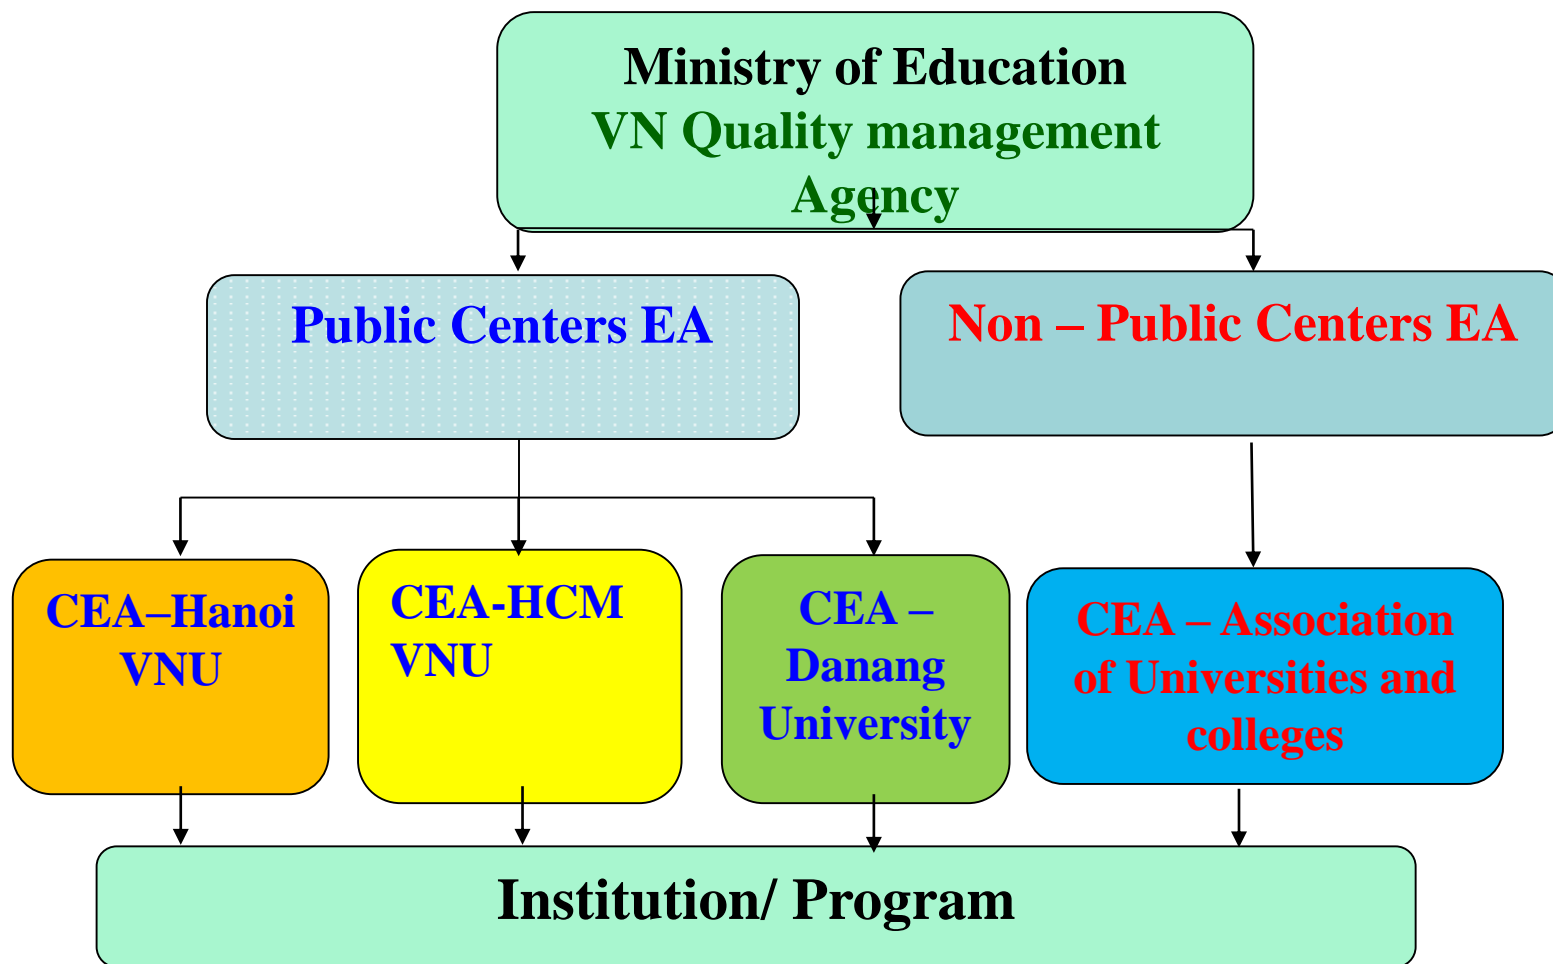 Ministry of Education
VN Quality management
Agency
Public Centers EA
Non – Public Centers EA
CEA–Hanoi
VNU
CEA-HCM
VNU
CEA –
Danang
University
CEA – Association
of Universities and
colleges
Institution/ Program